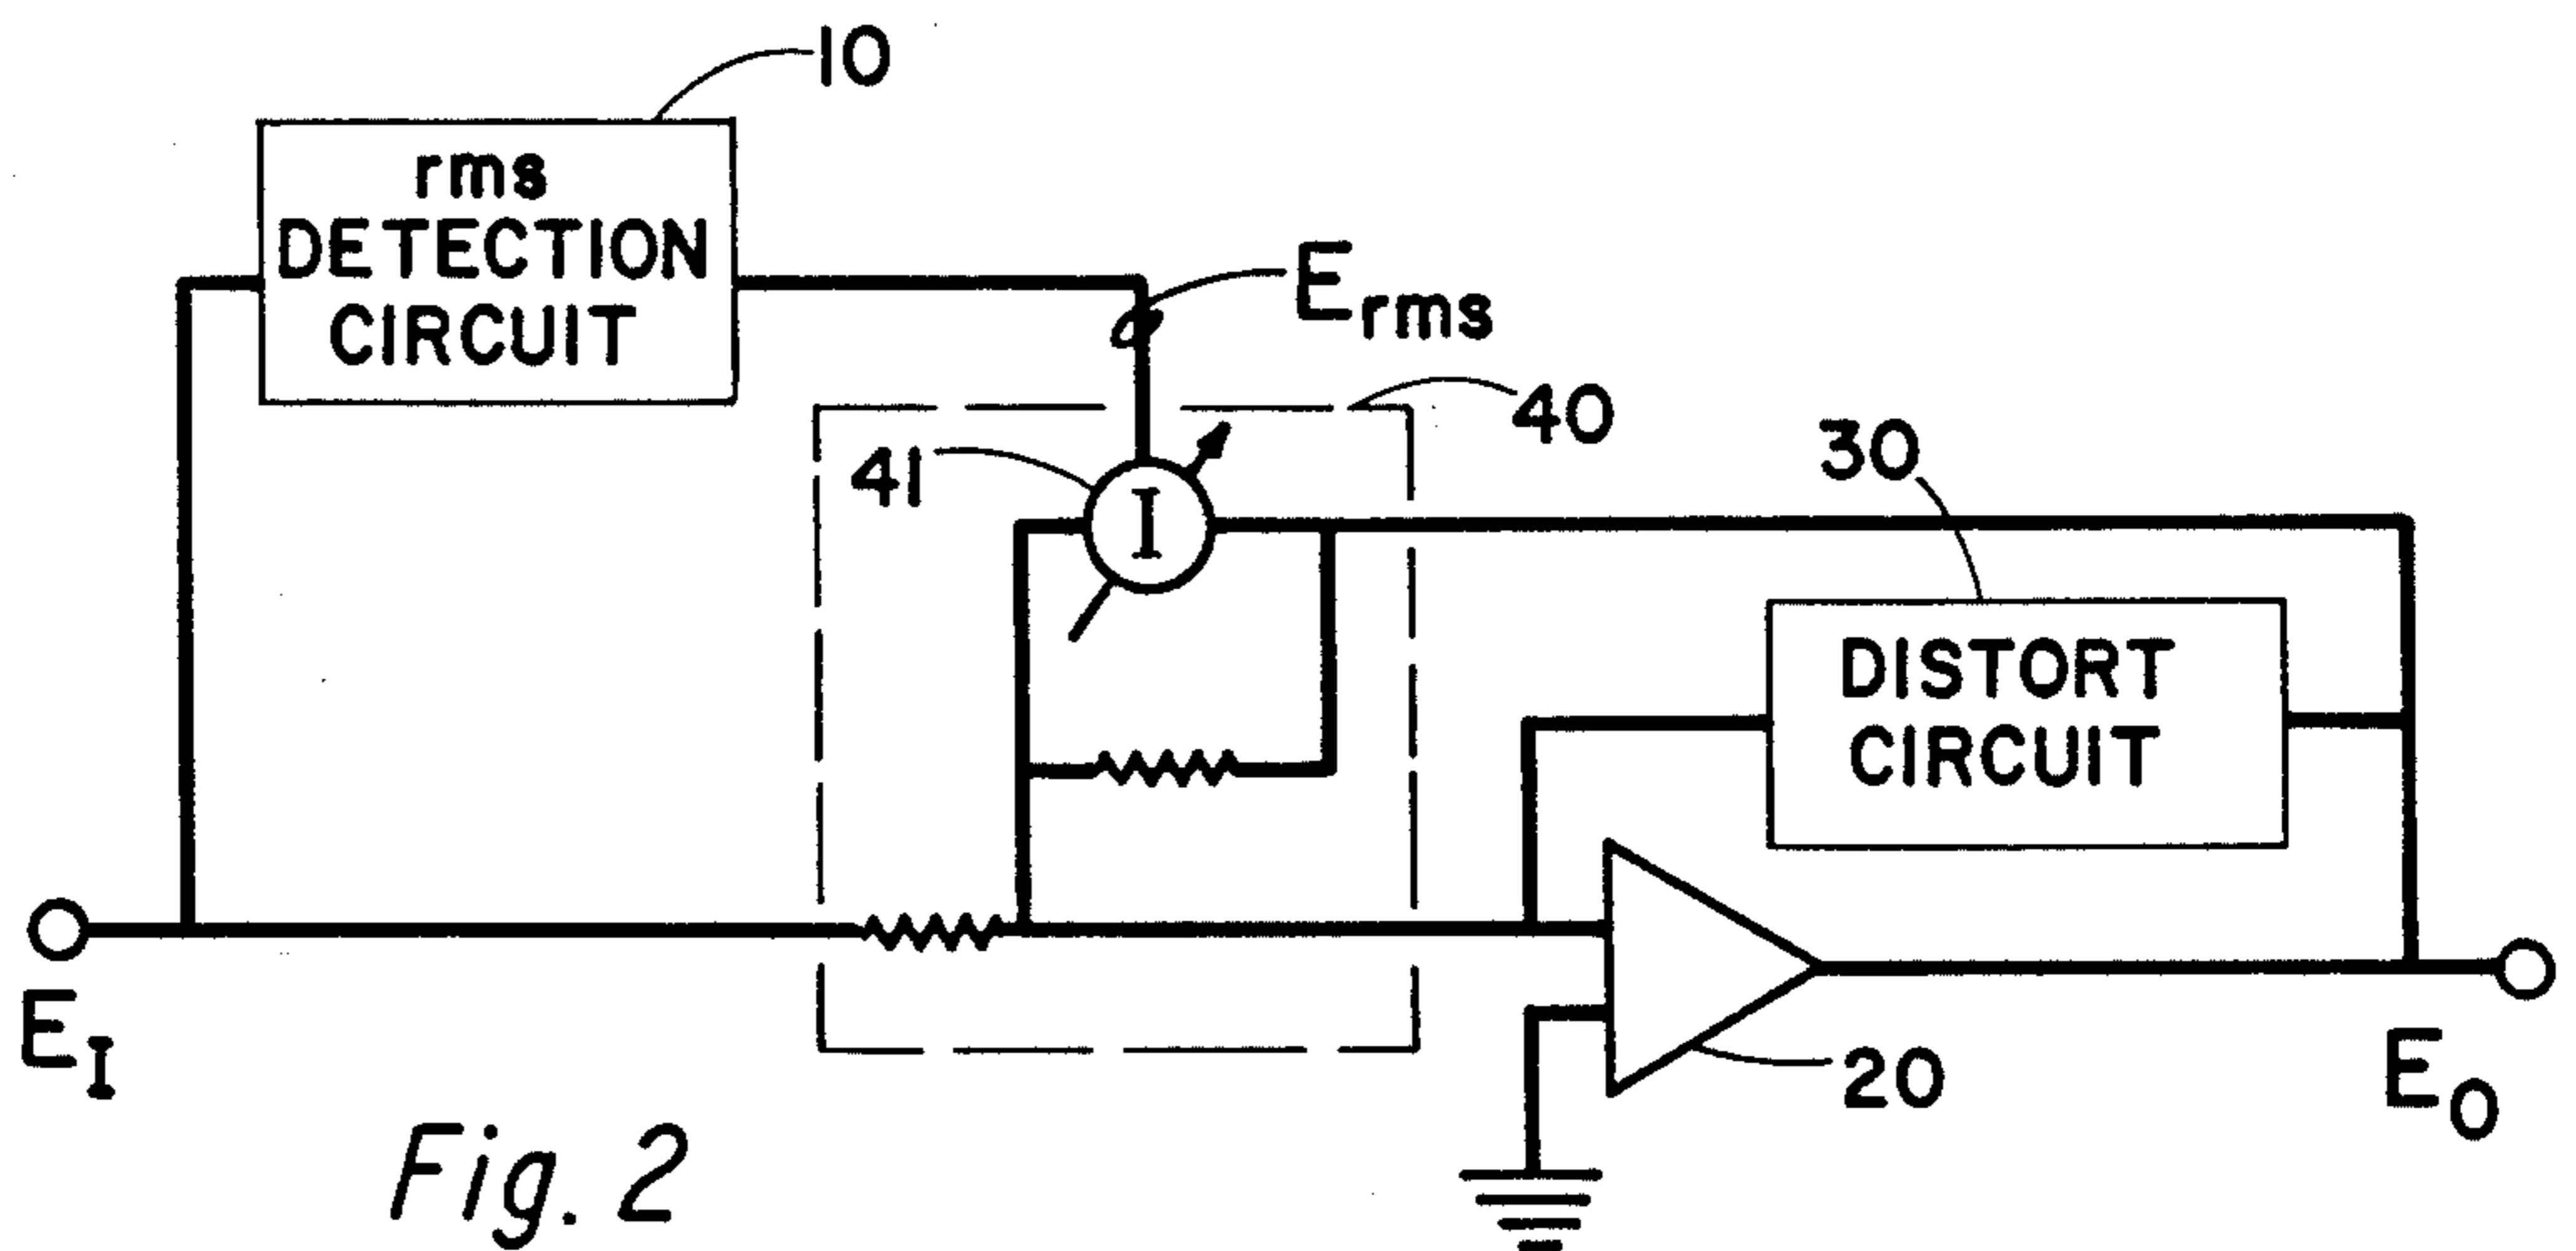 10
rms
DETECTION
CIRCUIT
Erms
40
41
I
30
DISTORT
CIRCUIT
EI
20
EO
Fig. 2